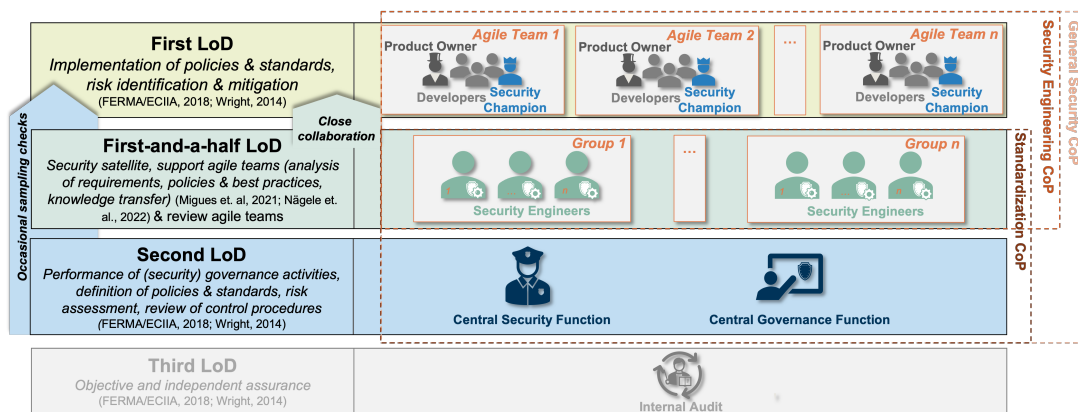 First LoD
Implementation of policies & standards,
risk identification & mitigation
(FERMA/ECIIA, 2018; Wright, 2014)
Agile Team 1
Product Owner
Developers
Security
Champion
Agile Team 2
Product Owner
Developers
Security
Champion
...
Agile Team n
Product Owner
Developers
Security
Champion
Occasional sampling checks
Close
collaboration
First-and-a-half LoD
Security satellite, support agile teams (analysis
of requirements, policies & best practices,
knowledge transfer) (Migues et. al, 2021; Nägele et.
al., 2022) & review agile teams
Group 1
1
...
n
Security Engineers
...
Group n
1
...
n
Security Engineers
Second LoD
Performance of (security) governance activities,
definition of policies & standards, risk
assessment, review of control procedures
(FERMA/ECIIA, 2018; Wright, 2014)
Central Security Function
Central Governance Function
Third LoD
Objective and independent assurance
(FERMA/ECIIA, 2018; Wright, 2014)
Internal Audit
Standardization CoP
Security Engineering CoP
General Security CoP